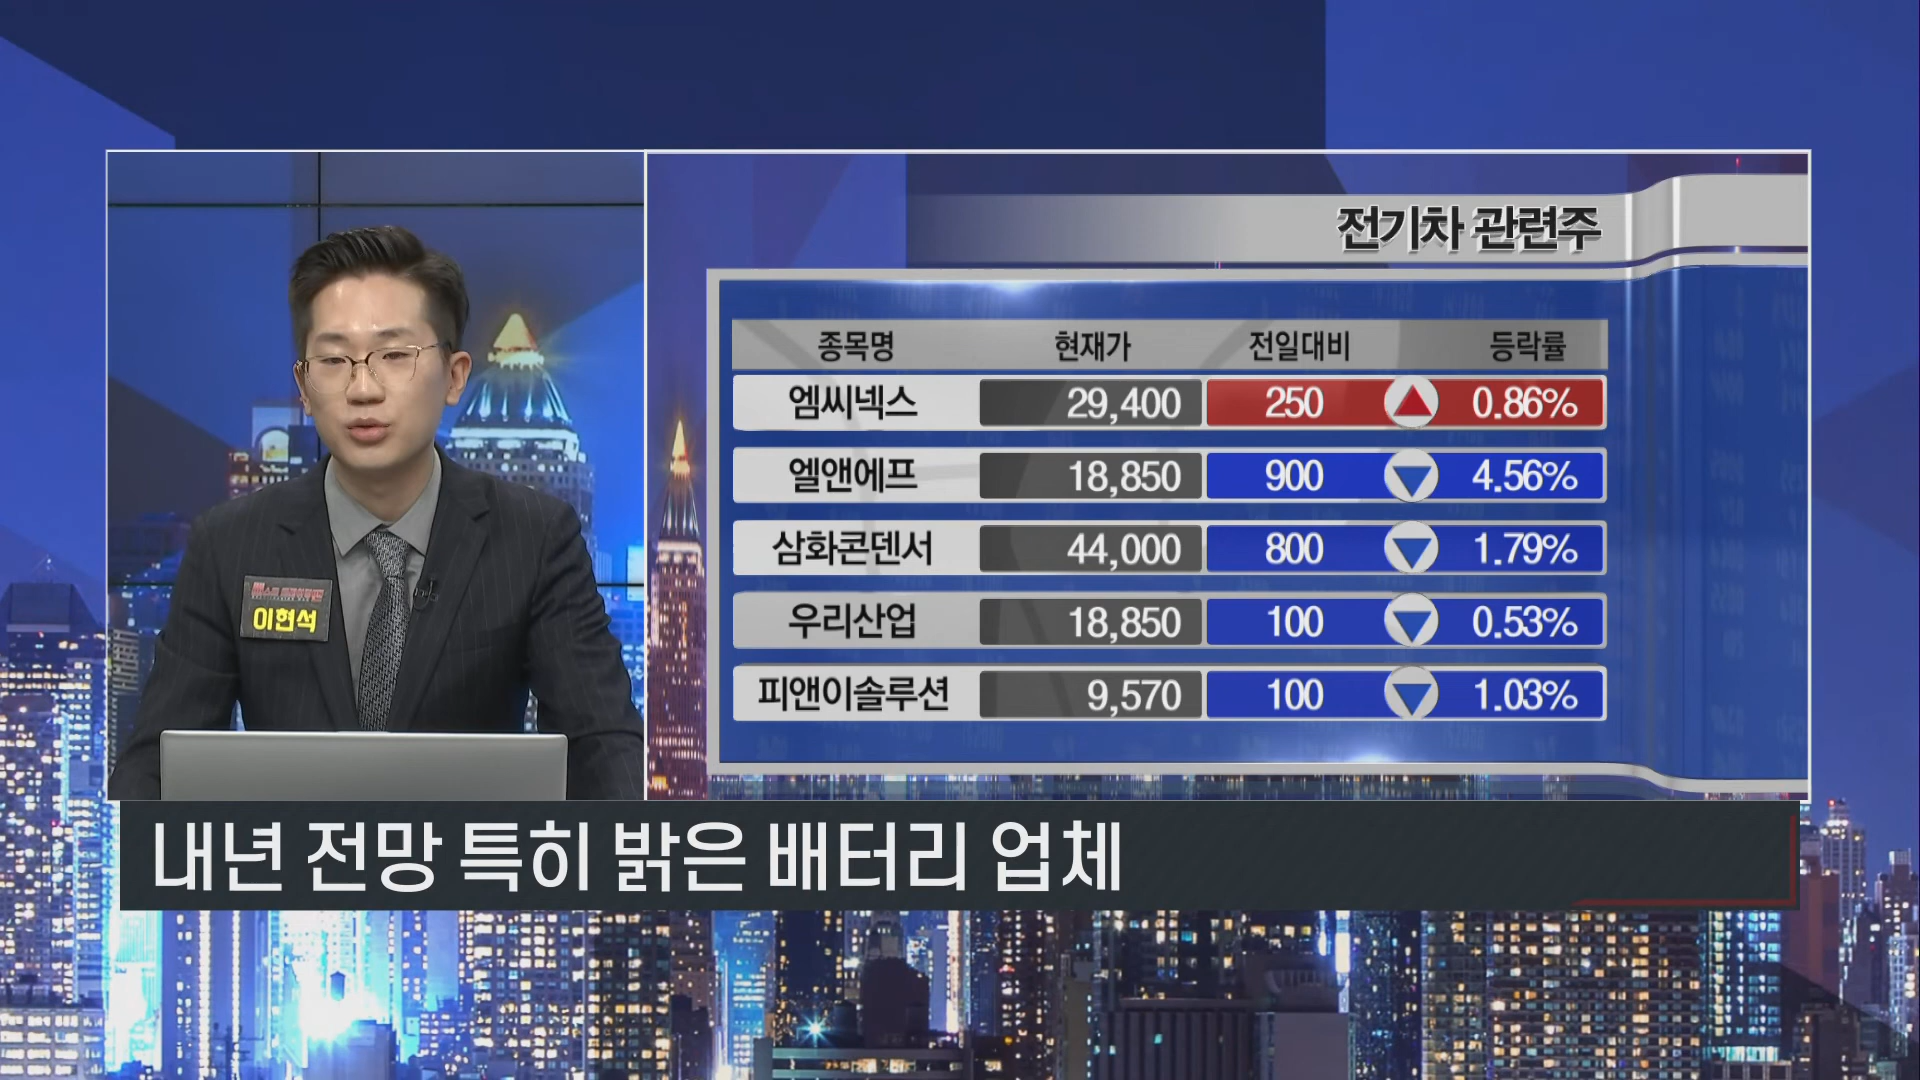 전기차 관련주
종목명 현재가 전일대비 등락률
엠씨넥스 29,400 250 ▲ 0.86%
엘앤에프 18,850 900 ▼ 4.56%
삼화콘덴서 44,000 800 ▼ 1.79%
우리산업 18,850 100 ▼ 0.53%
피앤이솔루션 9,570 100 ▼ 1.03%
이현석
내년 전망 특히 밝은 배터리 업체